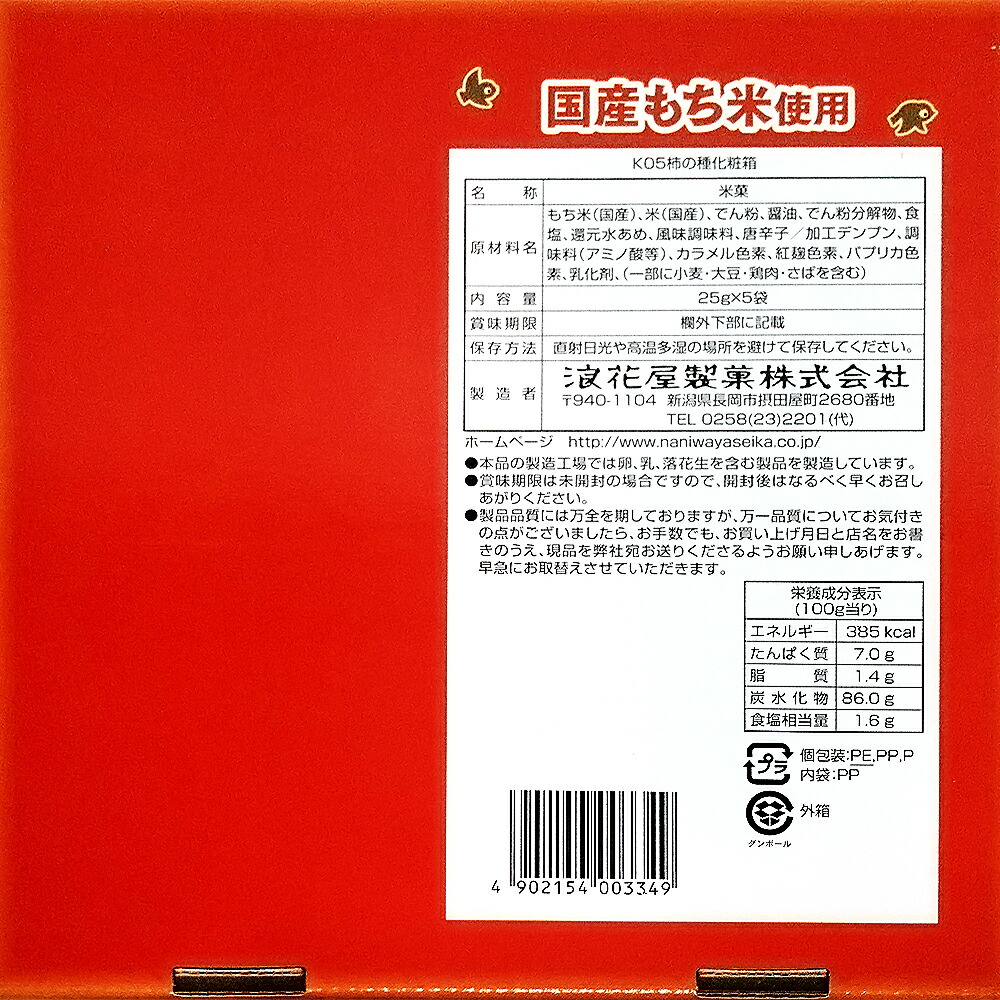 国産もち米使用
K05柿の種化粧箱
名称 米菓
原材料名 もち米(国産)、米(国産)、でん粉、醤油、でん粉分解物、食
塩、還元水あめ、風味調味料、唐辛子/加工デンプン、調
味料(アミノ酸等)、カラメル色素、紅麹色素、パプリカ色
素、乳化剤、(一部に小麦・大豆・鶏肉・さばを含む)
内容量 25g×5袋
賞味期限 欄外下部に記載
保存方法 直射日光や高温多湿の場所を避けて保存してください。
製造者 浪花屋製菓株式会社
〒940-1104 新潟県長岡市摂田屋町2680番地
TEL 0258(23)2201(代)
ホームページ http://www.naniwayaseika.co.jp/
●本品の製造工場では卵、乳、落花生を含む製品を製造しています。
●賞味期限は未開封の場合ですので、開封後はなるべく早くお召し
あがりください。
●製品品質には万全を期しておりますが、万一品質についてお気付き
の点がございましたら、お手数でも、お買い上げ月日と店名をお書
きのうえ、現品を弊社宛お送りくださるようお願い申しあげます。
早急にお取替えさせていただきます。
栄養成分表示
(100g当り)
エネルギー 385 kcal
たんぱく質 7.0 g
脂質 1.4 g
炭水化物 86.0 g
食塩相当量 1.6 g
プラ 個包装:PE,PP,P
内袋:PP
外箱
ダンボール
4 902154 003349